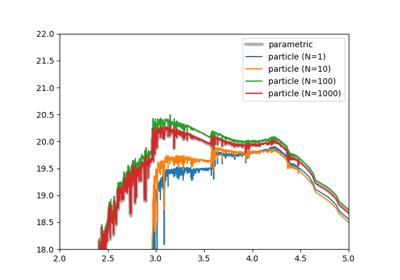 22.0
21.5
21.0
20.5
20.0
19.5
19.0
18.5
18.0
2.0 2.5 3.0 3.5 4.0 4.5 5.0
parametric
particle (N=1)
particle (N=10)
particle (N=100)
particle (N=1000)